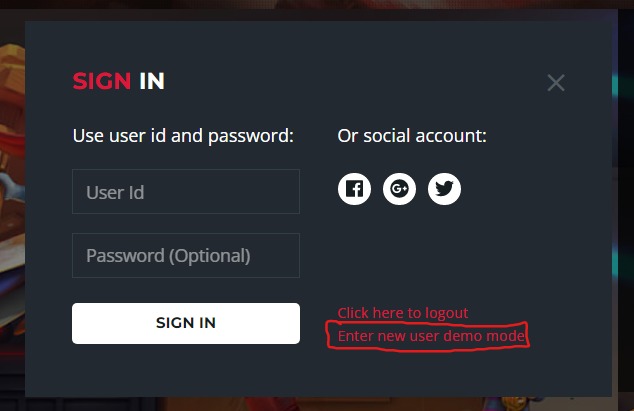 SIGN IN
Use user id and password:
Or social account:
User Id
Password (Optional)
SIGN IN
Click here to logout
Enter new user demo mode